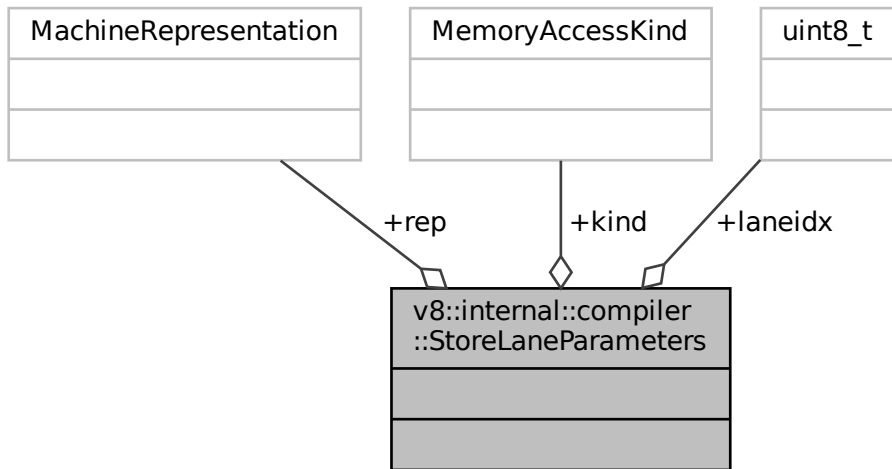 MachineRepresentation
MemoryAccessKind
uint8_t
+rep
+kind
+laneidx
v8::internal::compiler
::StoreLaneParameters